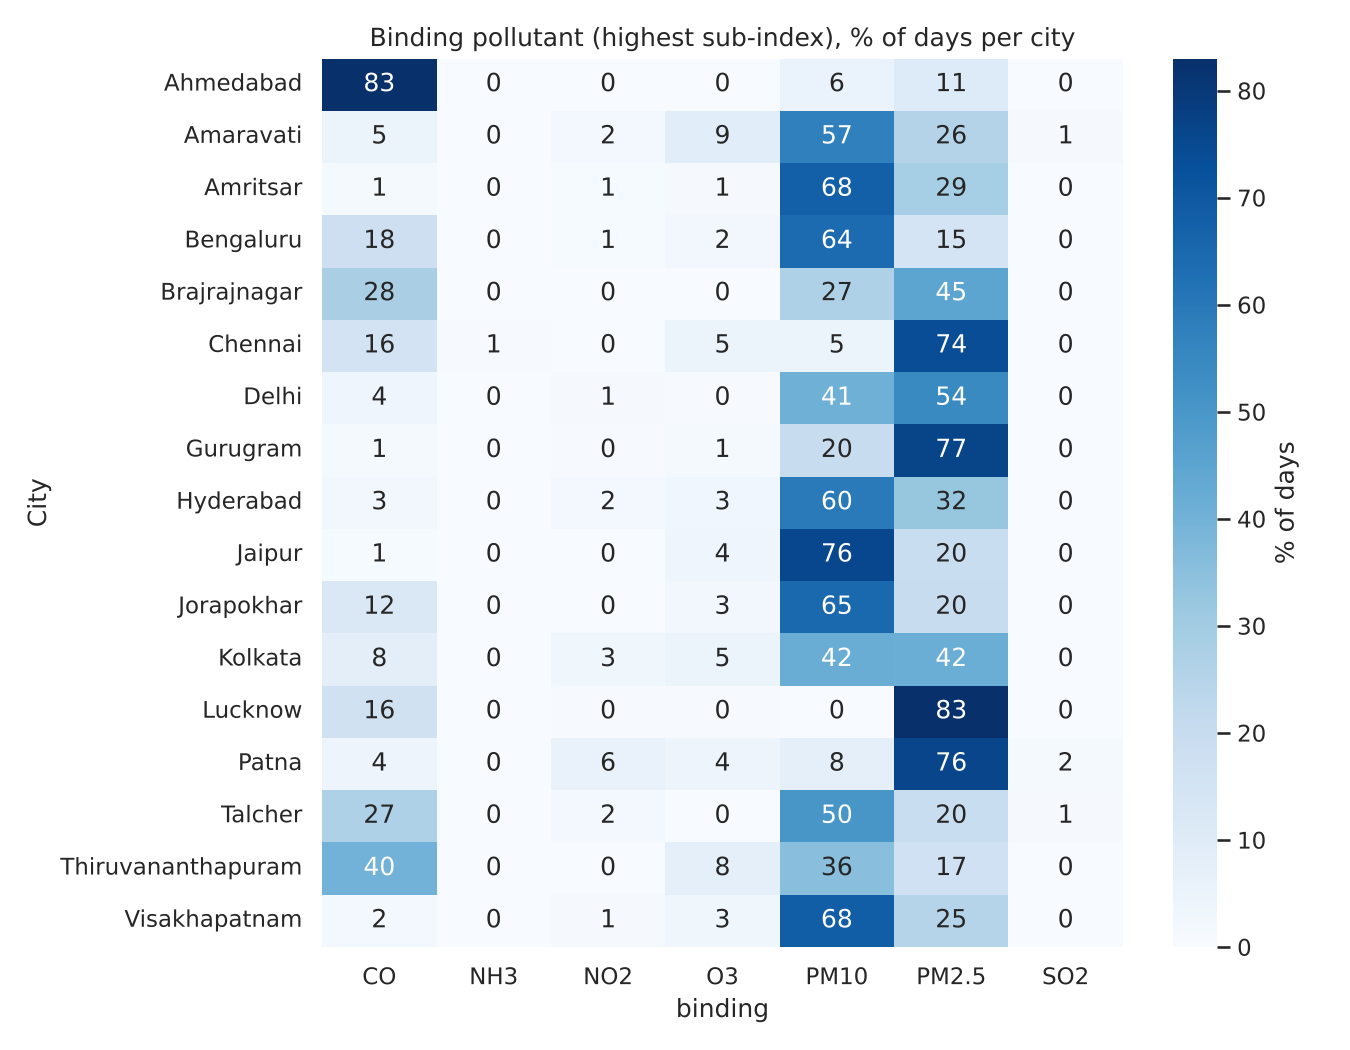 Binding pollutant (highest sub-index), % of days per city
Ahmedabad 83 0 0 0 6 11 0
Amaravati 5 0 2 9 57 26 1
Amritsar 1 0 1 1 68 29 0
Bengaluru 18 0 1 2 64 15 0
Brajrajnagar 28 0 0 0 27 45 0
Chennai 16 1 0 5 5 74 0
Delhi 4 0 1 0 41 54 0
Gurugram 1 0 0 1 20 77 0
Hyderabad 3 0 2 3 60 32 0
Jaipur 1 0 0 4 76 20 0
Jorapokhar 12 0 0 3 65 20 0
Kolkata 8 0 3 5 42 42 0
Lucknow 16 0 0 0 0 83 0
Patna 4 0 6 4 8 76 2
Talcher 27 0 2 0 50 20 1
Thiruvananthapuram 40 0 0 8 36 17 0
Visakhapatnam 2 0 1 3 68 25 0
CO NH3 NO2 O3 PM10 PM2.5 SO2
binding
City
80
70
60
50
40
30
20
10
0
% of days